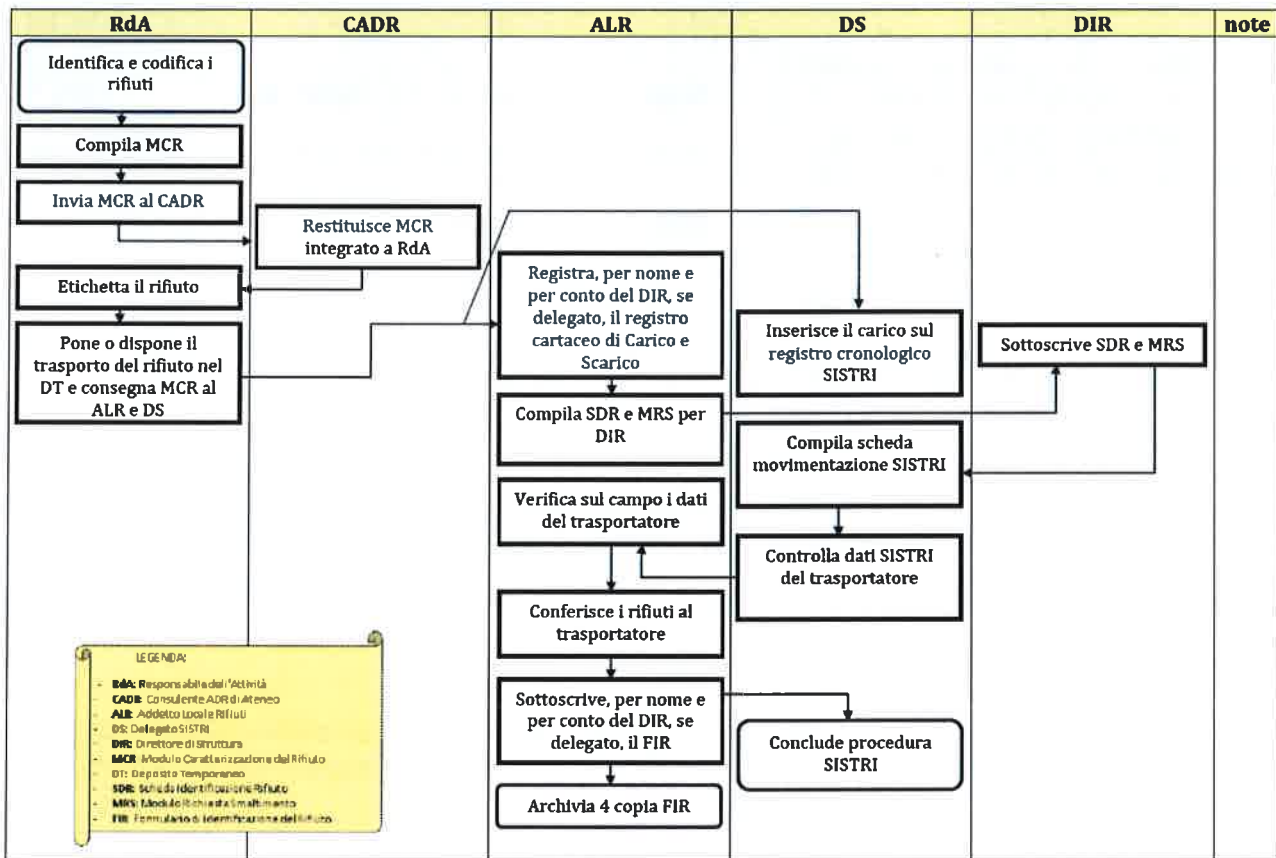 RdA CADR ALR DS DIR note
Identifica e codifica i
rifiuti
Compila MCR
Invia MCR al CADR
Restituisce MCR
integrato a RdA
Etichetta il rifiuto
Pone o dispone il
trasporto del rifiuto nel
DT e consegna MCR al
ALR e DS
Registra, per nome e
per conto del DIR, se
delegato, il registro
cartaceo di Carico e
Scarico
Inserisce il carico sul
registro cronologico
SISTRI
Sottoscrive SDR e MRS
Compila SDR e MRS per
DIR
Compila scheda
movimentazione SISTRI
Verifica sul campo i dati
del trasportatore
Controlla dati SISTRI
del trasportatore
Conferisce i rifiuti al
trasportatore
Sottoscrive, per nome e
per conto del DIR, se
delegato, il FIR
Conclude procedura
SISTRI
Archivia 4 copia FIR
LEGENDA:
- RdA: Responsabile dell'Attività
- CADR: Consulente ADR di Ateneo
- ALR: Addetto Locale Rifiuti
- DS: Delegato SISTRI
- DIR: Direttore di Struttura
- MCR: Modulo Caratterizzazione del Rifiuto
- DT: Deposito Temporaneo
- SDR: Scheda Identificazione Rifiuto
- MRS: Modulo Richiesta Smaltimento
- FIR: Formulario di Identificazione del Rifiuto